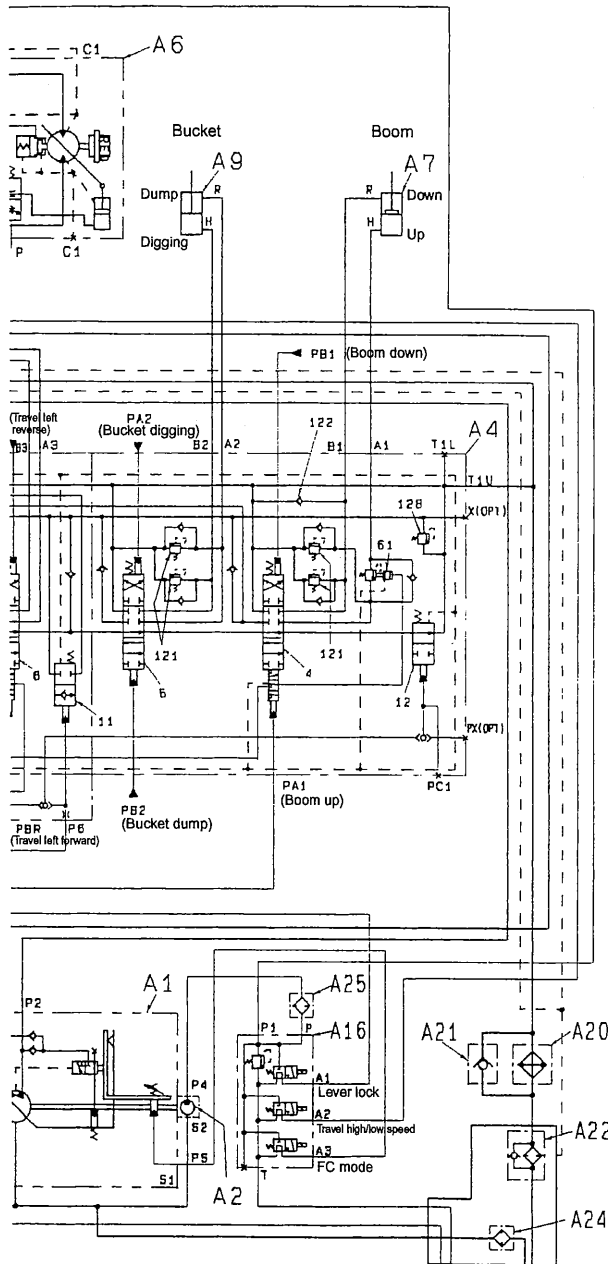 C1
A6
Bucket
Boom
A9
A7
Dump
R
R
Down
H
H
Digging
Up
P
C1
PB1 (Boom down)
(Travel left
reverse)
PA2
(Bucket digging)
122
B3
A3
B2
A2
B1
A1
T1L
A4
T1U
X(OPT)
128
61
121
121
4
6
12
11
PX(OPT)
PA1
(Boom up)
PC1
PB2
(Bucket dump)
PBR
P6
(Travel left forward)
A1
A25
P2
P1
P
A16
A21
A20
A1
Lever lock
P4
A2
Travel high/low speed
S2
A22
P5
A3
FC mode
S1
A2
T
A24